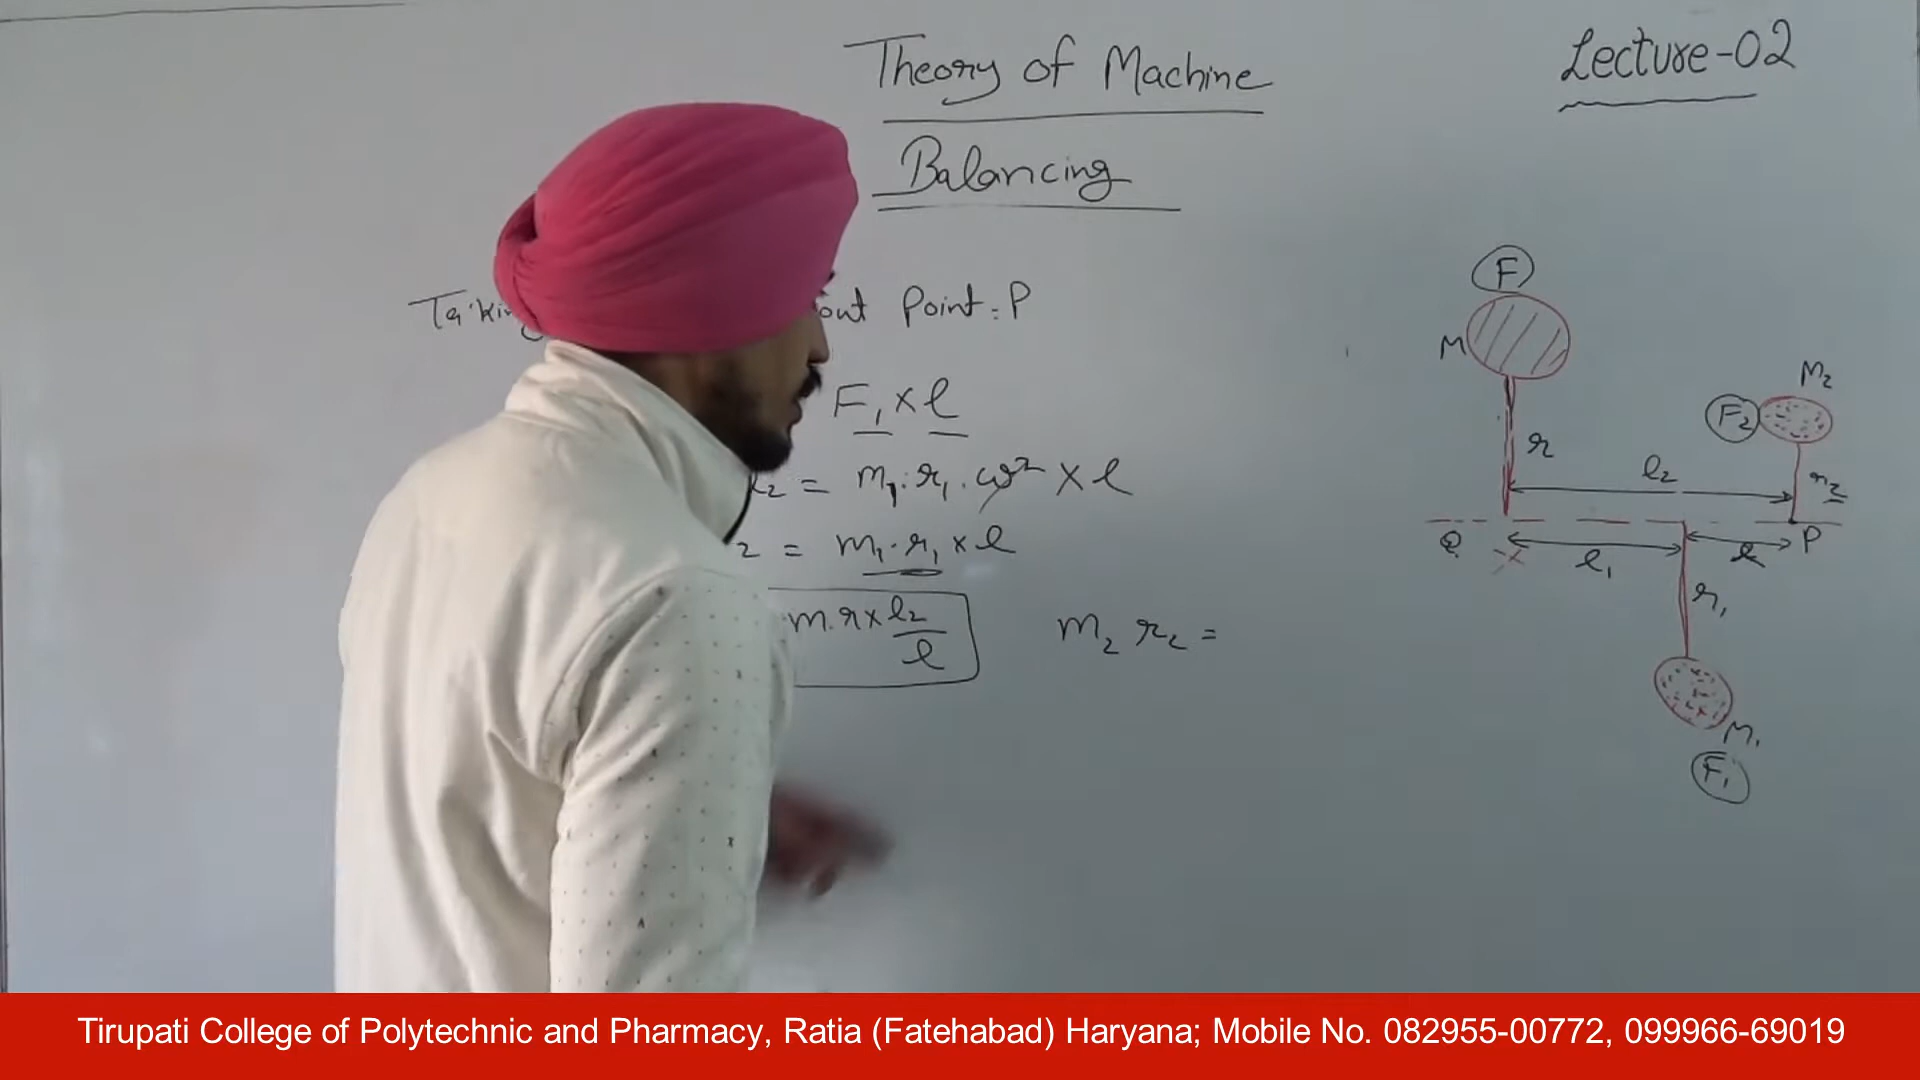 Theory of Machine
Lecture-02
Balancing
Point: P
F₁ × l
l₂ = m₁·r₁·ω² × l
2 = m₁·r₁ × l
m·r × l₂/l
m₂ r₂ =
F
M
r
M₂
F₂
l₂
r₂
Q
l₁
l
P
r₁
M₁
F₁
Tirupati College of Polytechnic and Pharmacy, Ratia (Fatehabad) Haryana; Mobile No. 082955-00772, 099966-69019